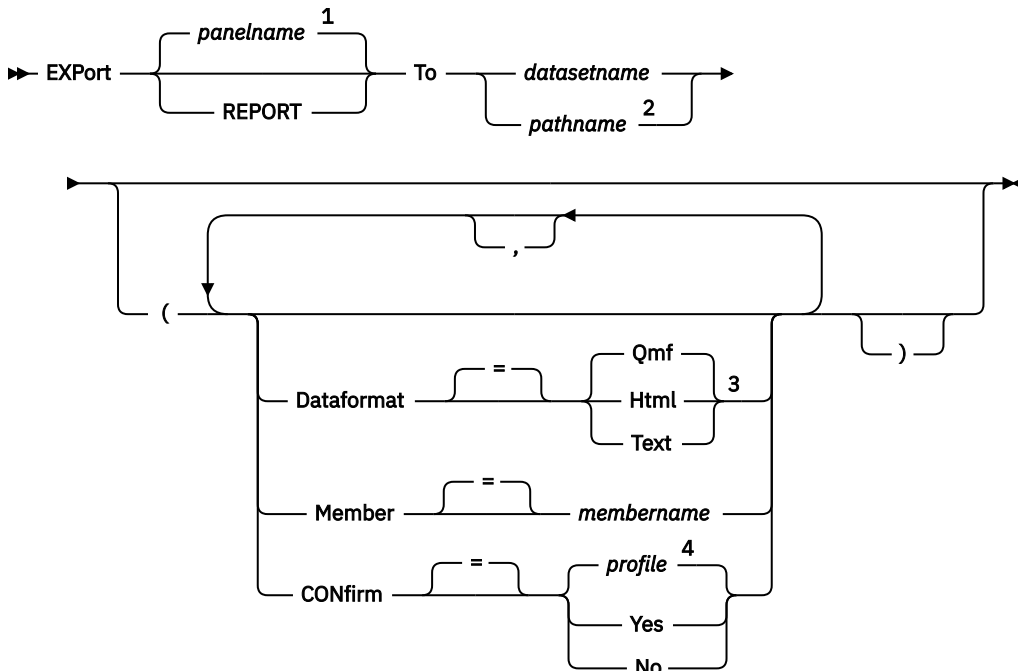 panelname 1
EXPort To datasetname
REPORT
pathname 2
,
(
)
Qmf
=
Dataformat Html 3
Text
=
Member membername
profile 4
=
CONfirm
Yes
No